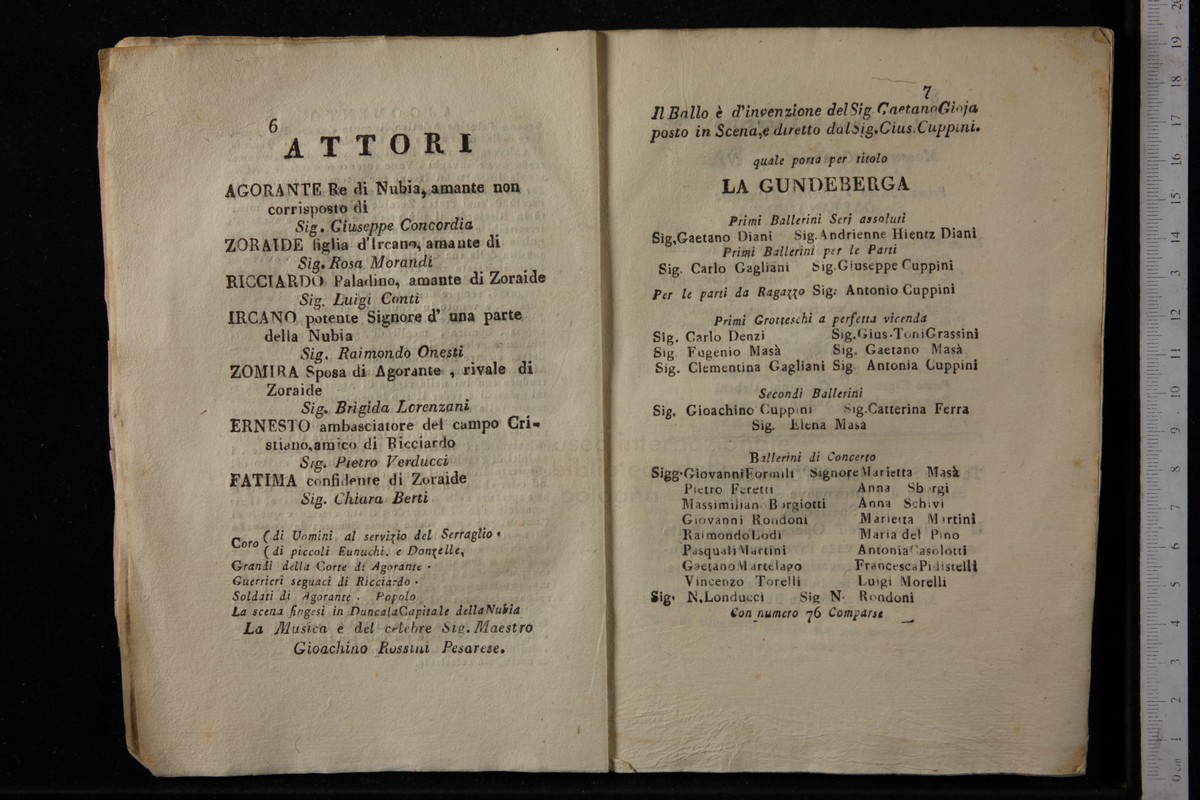 6
ATTORI
AGORANTE Re di Nubia, amante non
corrisposto di
Sig. Giuseppe Concordia
ZORAIDE figlia d'Ircano, amante di
Sig. Rosa Morandi
RICCIARDO Paladino, amante di Zoraide
Sig. Luigi Conti
IRCANO potente Signore d' una parte
della Nubia
Sig. Raimondo Onesti
ZOMIRA Sposa di Agorante , rivale di
Zoraide
Sig. Brigida Lorenzani
ERNESTO ambasciatore del campo Cri-
stiano,amico di Ricciardo
Sig. Pietro Verducci
FATIMA confidente di Zoraide
Sig. Chiara Berti
Coro ( di Uomini al servizio del Serraglio .
( di piccoli Eunuchi. e Donzelle,
Grandi della Corte di Agorante .
Guerrieri seguaci di Ricciardo .
Soldati di Agorante . Popolo
La scena fingesi in Duncala Capitale della Nubia
La Musica è del celebre Sig. Maestro
Gioachino Rossini Pesarese.
7
Il Ballo è d'invenzione del Sig. Gaetano Gioja
posto in Scena,e diretto dal Sig. Gius. Cuppini.
quale porta per titolo
LA GUNDEBERGA
Primi Ballerini Serj assoluti
Sig. Gaetano Diani Sig. Andrienne Hientz Diani
Primi Ballerini per le Parti
Sig. Carlo Gagliani Sig. Giuseppe Cuppini
Per le parti da Ragazzo Sig: Antonio Cuppini
Primi Grotteschi a perfetta vicenda
Sig. Carlo Denzi Sig. Gius. Toni Grassini
Sig. Eugenio Masà Sig. Gaetano Masà
Sig. Clementina Gagliani Sig. Antonia Cuppini
Secondi Ballerini
Sig. Gioachino Cuppini Sig. Catterina Ferra
Sig. Elena Masà
Ballerini di Concerto
Sigg. Giovanni Formili Signore Marietta Masà
Pietro Feretti Anna Sborgi
Massimilian Borgiotti Anna Schivi
Giovanni Rondoni Marietta Martini
Raimondo Lodi Maria del Pino
Pasquali Martini Antonia Casolotti
Gaetano Martelago Francesca Pidistelli
Vincenzo Torelli Luigi Morelli
Sig. N. Londucci Sig. N. Rondoni
Con numero 76 Comparse